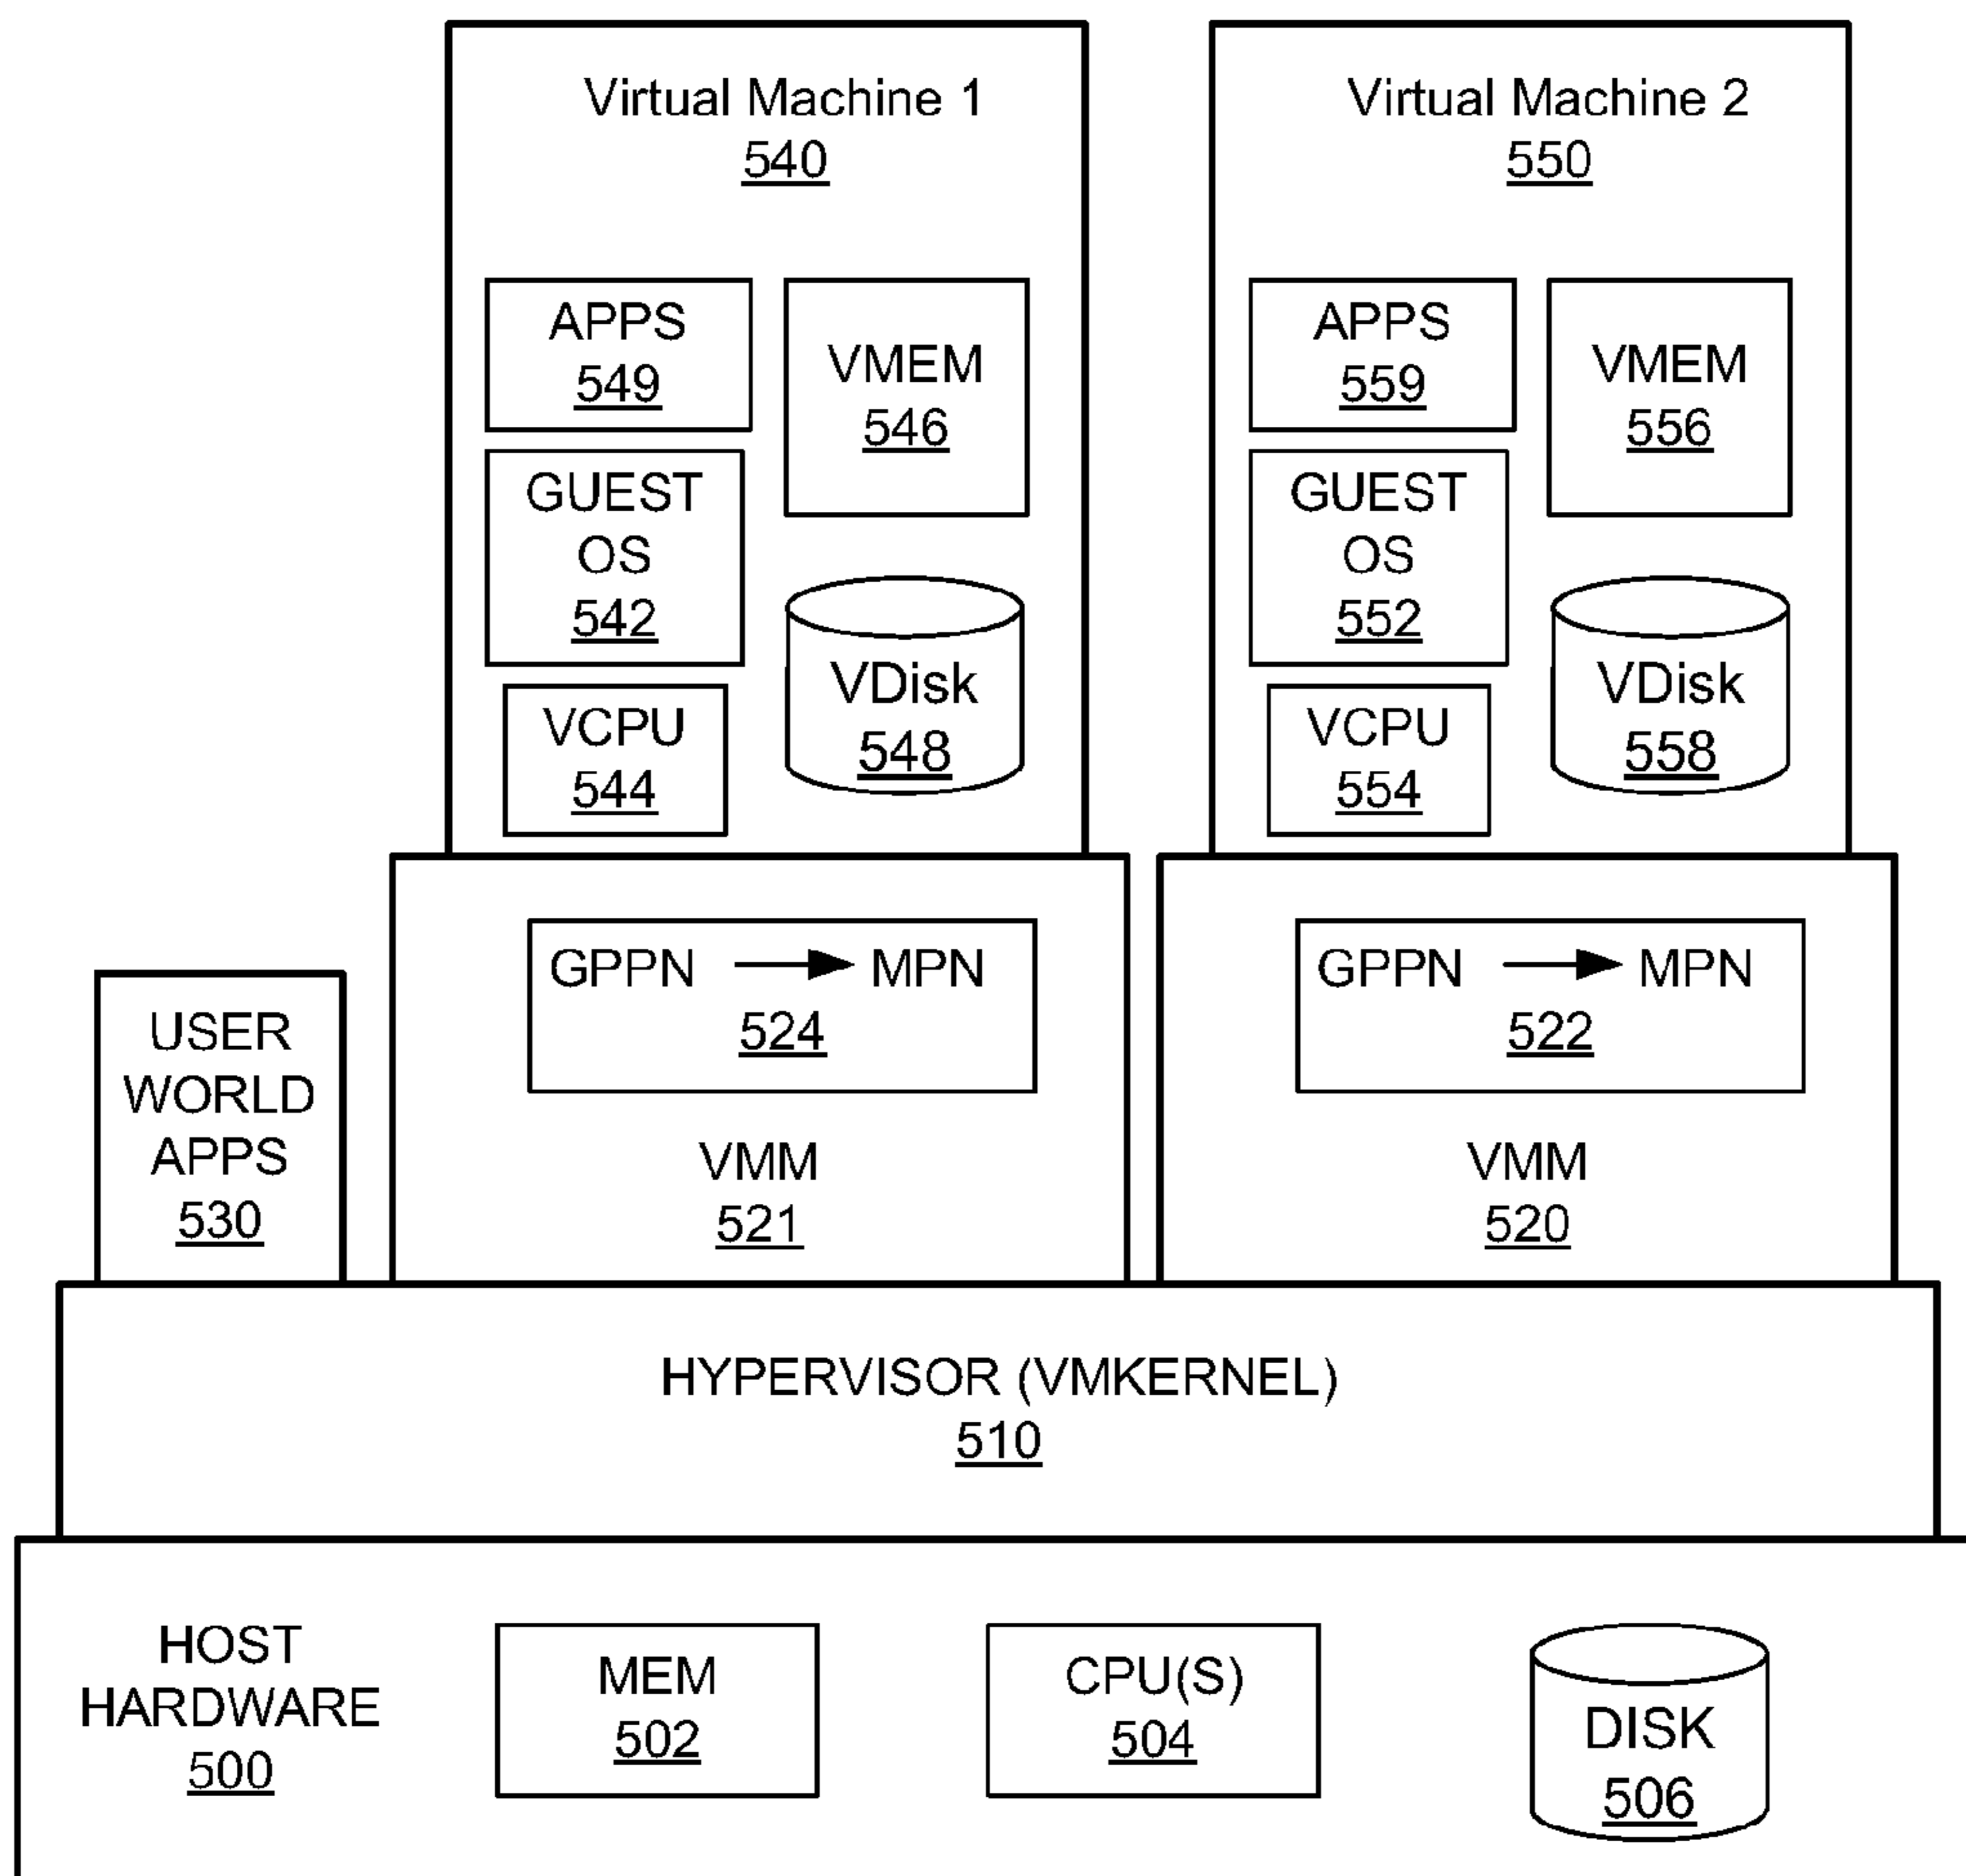 Virtual Machine 1
540
APPS
549
VMEM
546
GUEST
OS
542
VDisk
548
VCPU
544
Virtual Machine 2
550
APPS
559
VMEM
556
GUEST
OS
552
VDisk
558
VCPU
554
GPPN → MPN
524
VMM
521
GPPN → MPN
522
VMM
520
USER
WORLD
APPS
530
HYPERVISOR (VMKERNEL)
510
HOST
HARDWARE
500
MEM
502
CPU(S)
504
DISK
506